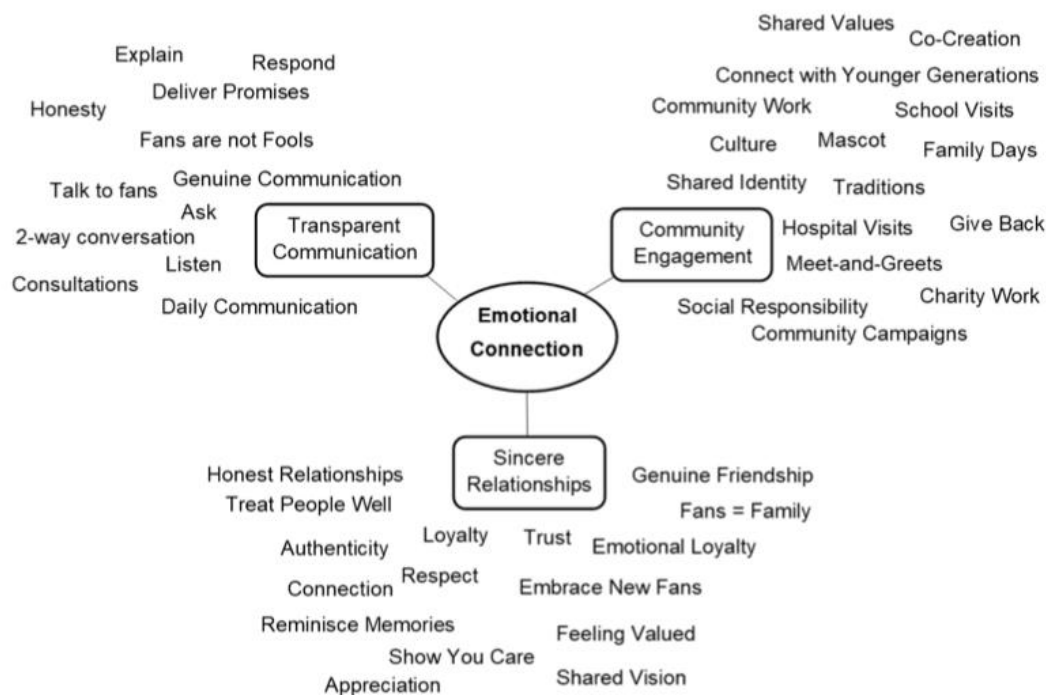 Explain
Respond
Deliver Promises
Honesty
Fans are not Fools
Genuine Communication
Talk to fans
Ask
2-way conversation
Listen
Consultations
Daily Communication
Transparent
Communication
Shared Values
Co-Creation
Connect with Younger Generations
Community Work
School Visits
Culture
Mascot
Family Days
Shared Identity
Traditions
Community
Engagement
Hospital Visits
Give Back
Meet-and-Greets
Social Responsibility
Charity Work
Community Campaigns
Emotional
Connection
Sincere
Relationships
Honest Relationships
Treat People Well
Genuine Friendship
Fans = Family
Loyalty
Trust
Authenticity
Emotional Loyalty
Respect
Connection
Embrace New Fans
Reminisce Memories
Feeling Valued
Show You Care
Shared Vision
Appreciation